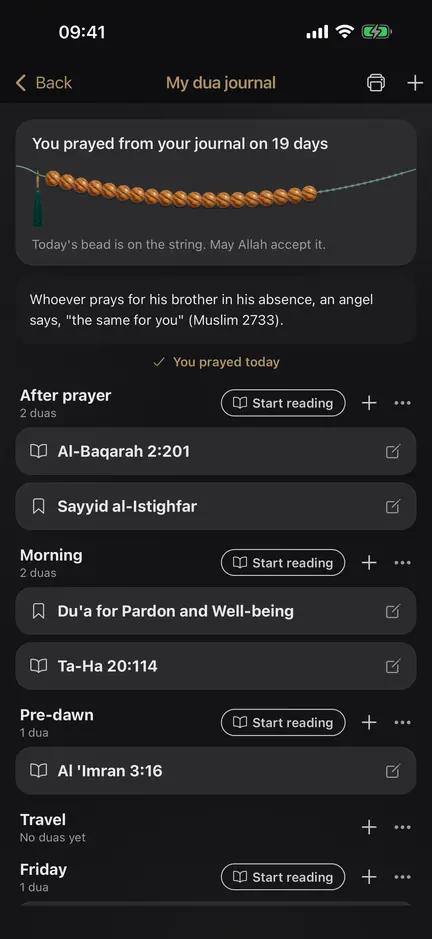 09:41
Back
My dua journal
You prayed from your journal on 19 days
Today's bead is on the string. May Allah accept it.
Whoever prays for his brother in his absence, an angel
says, "the same for you" (Muslim 2733).
You prayed today
After prayer
2 duas
Start reading
Al-Baqarah 2:201
Sayyid al-Istighfar
Morning
2 duas
Start reading
Du'a for Pardon and Well-being
Ta-Ha 20:114
Pre-dawn
1 dua
Start reading
Al 'Imran 3:16
Travel
No duas yet
Friday
1 dua
Start reading